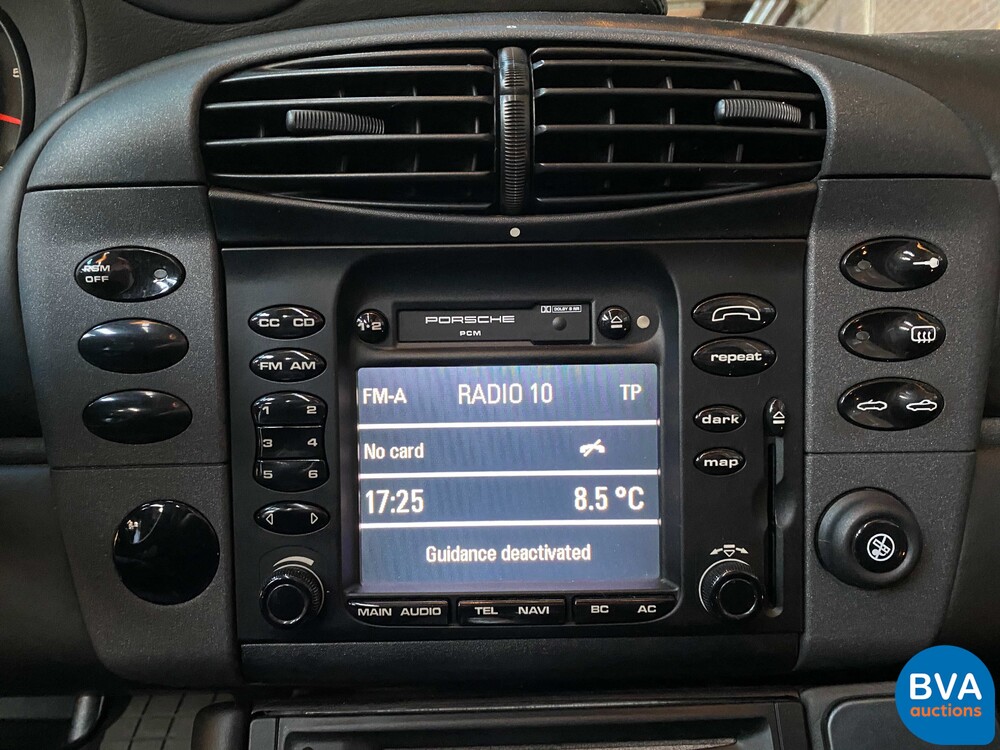 E
RSM
OFF
CC CD
FM AM
1 2
3 4
5 6
2
PORSCHE
PCM
DOLBY B NR
FM-A RADIO 10 TP
No card
17:25 8.5 °C
Guidance deactivated
MAIN AUDIO TEL NAVI BC AC
repeat
dark
map
BVA
auctions